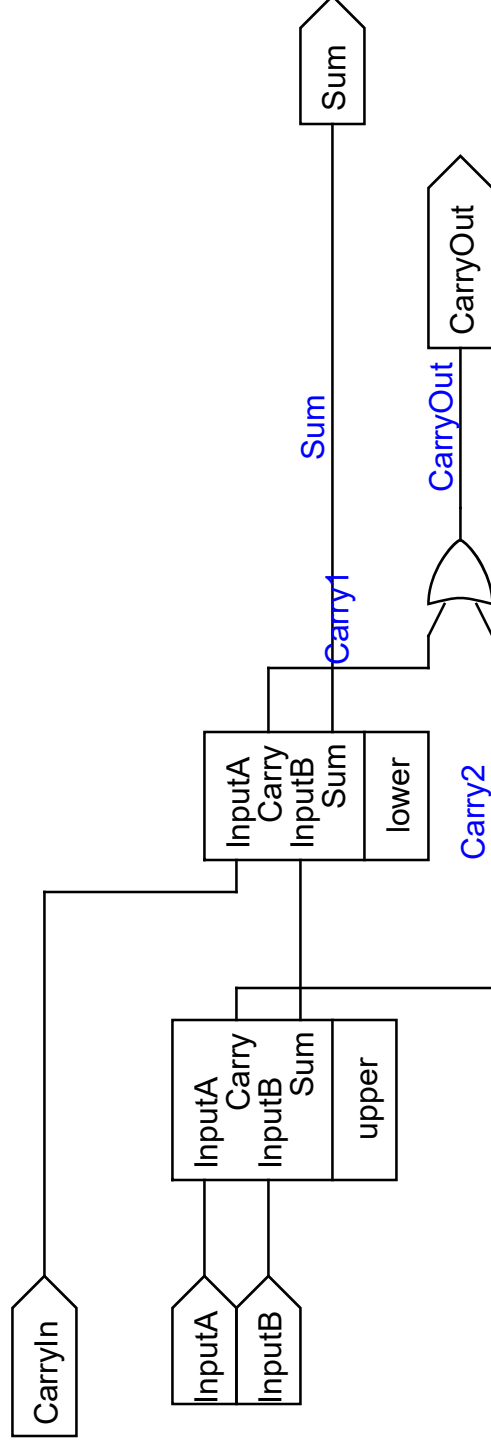 CarryIn
InputA
InputB
InputA
Carry
InputB
Sum
upper
InputA
Carry
InputB
Sum
lower
Carry1
Carry2
Sum
CarryOut
Sum
CarryOut